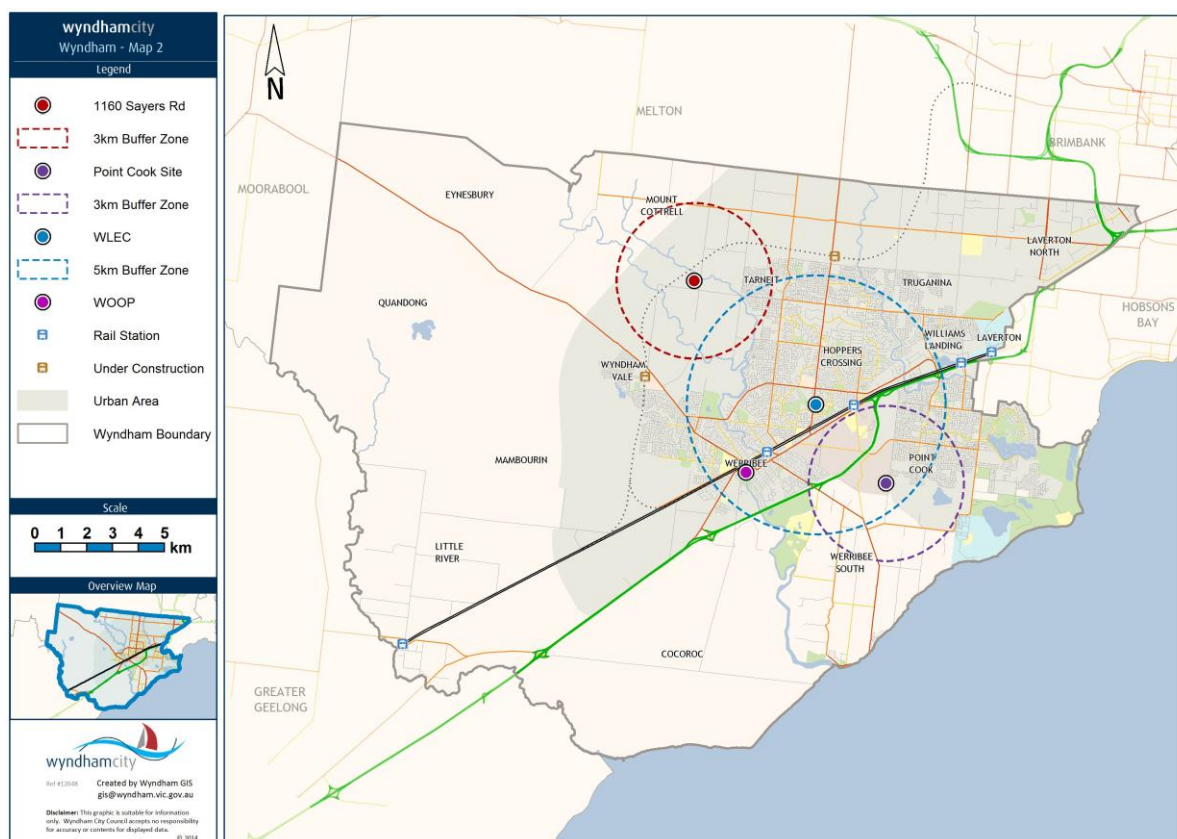 wyndhamcity
Wyndham - Map 2
Legend
1160 Sayers Rd
3km Buffer Zone
Point Cook Site
3km Buffer Zone
WLEC
5km Buffer Zone
WOOP
Rail Station
Under Construction
Urban Area
Wyndham Boundary
Scale
0 1 2 3 4 5
km
Overview Map
wyndhamcity
Ref #12048 Created by Wyndham GIS
gis@wyndham.vic.gov.au
Disclaimer: This graphic is suitable for information
only. Wyndham City Council accepts no responsibility
for accuracy or contents for displayed data.
© 2014
N
MELTON
BRIMBANK
MOORABOOL
EYNESBURY
MOUNT
COTTRELL
LAVERTON
NORTH
TARNEIT
TRUGANINA
QUANDONG
HOBSONS
BAY
WILLIAMS
LANDING
LAVERTON
HOPPERS
CROSSING
WYNDHAM
VALE
MAMBOURIN
WERRIBEE
POINT
COOK
LITTLE
RIVER
WERRIBEE
SOUTH
COCOROC
GREATER
GEELONG